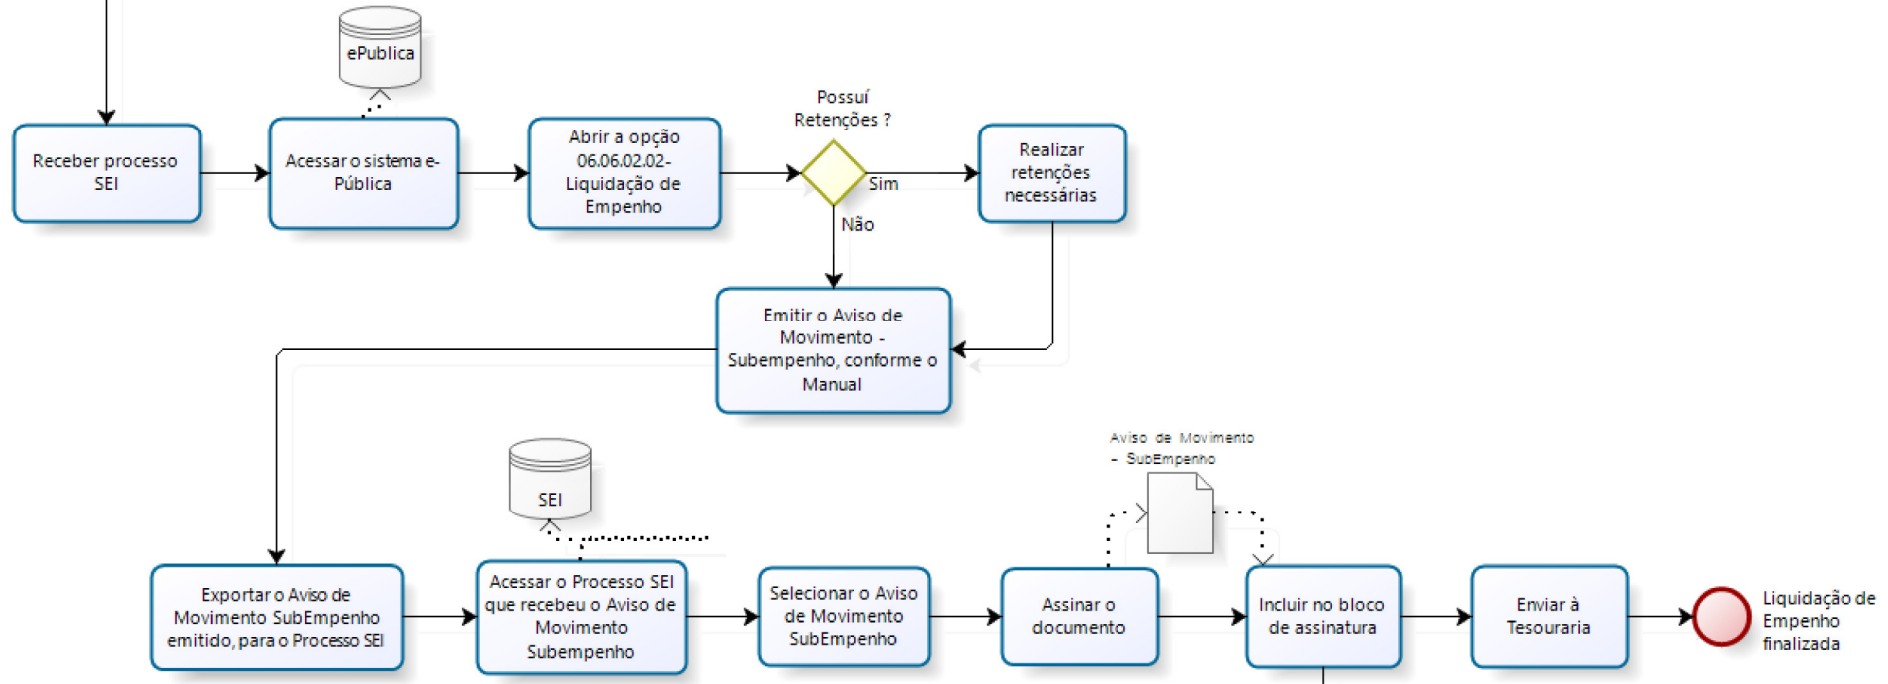 ePublica
Possuí
Retenções ?
Receber processo
SEI
Acessar o sistema e-
Pública
Abrir a opção
06.06.02.02-
Liquidação de
Empenho
Sim
Não
Realizar
retenções
necessárias
Emitir o Aviso de
Movimento -
Subempenho, conforme o
Manual
SEI
Aviso de Movimento
- SubEmpenho
Exportar o Aviso de
Movimento SubEmpenho
emitido, para o Processo SEI
Acessar o Processo SEI
que recebeu o Aviso de
Movimento
Subempenho
Selecionar o Aviso
de Movimento
SubEmpenho
Assinar o
documento
Incluir no bloco
de assinatura
Enviar à
Tesouraria
Liquidação de
Empenho
finalizada